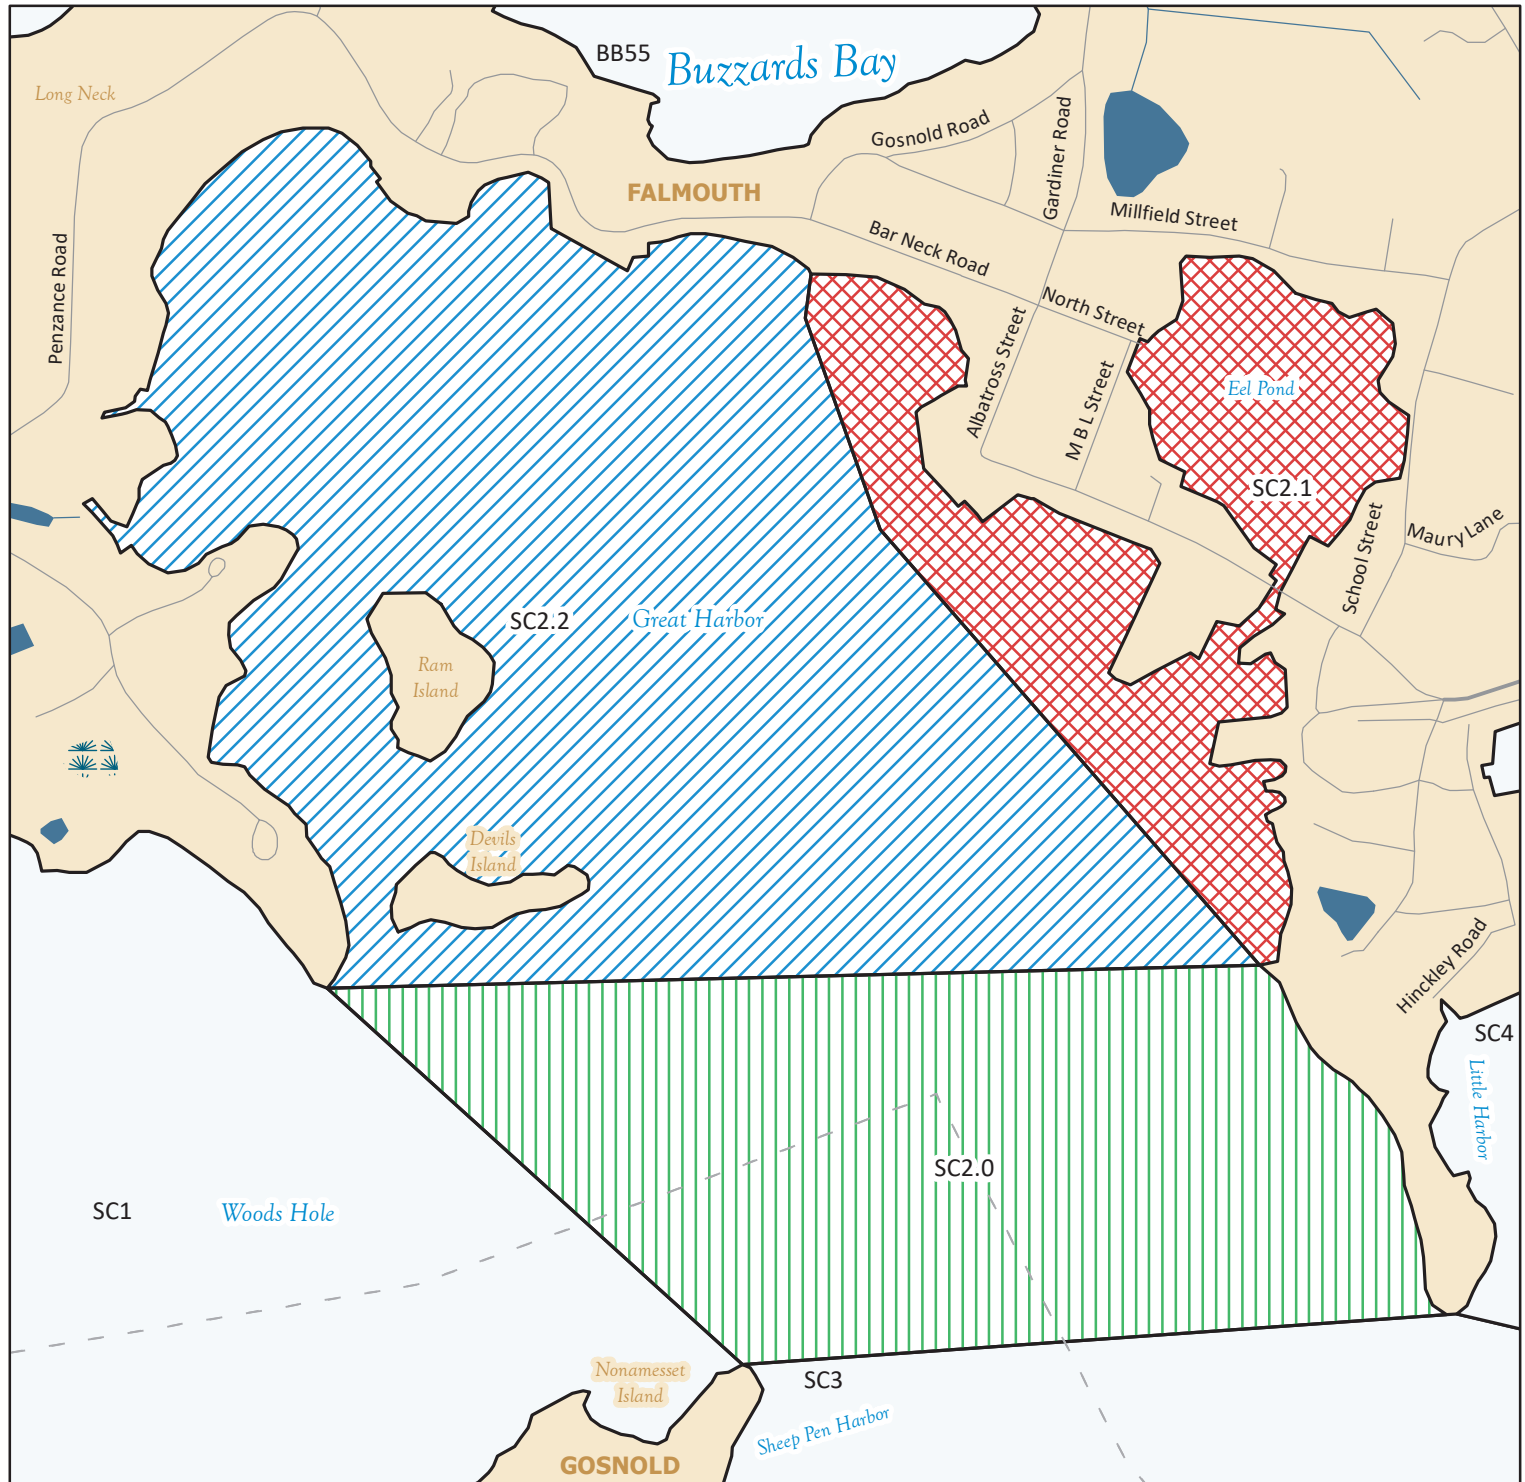 BB55
Buzzards Bay
Long Neck
Gosnold Road
Gardiner Road
FALMOUTH
Millfield Street
Bar Neck Road
Penzance Road
North Street
Albatross Street
M B L Street
Eel Pond
SC2.1
School Street
Maury Lane
SC2.2
Great Harbor
Ram
Island
Devils
Island
Hinckley Road
SC4
Little Harbor
SC2.0
SC1
Woods Hole
Nonamesset
Island
SC3
Sheep Pen Harbor
GOSNOLD